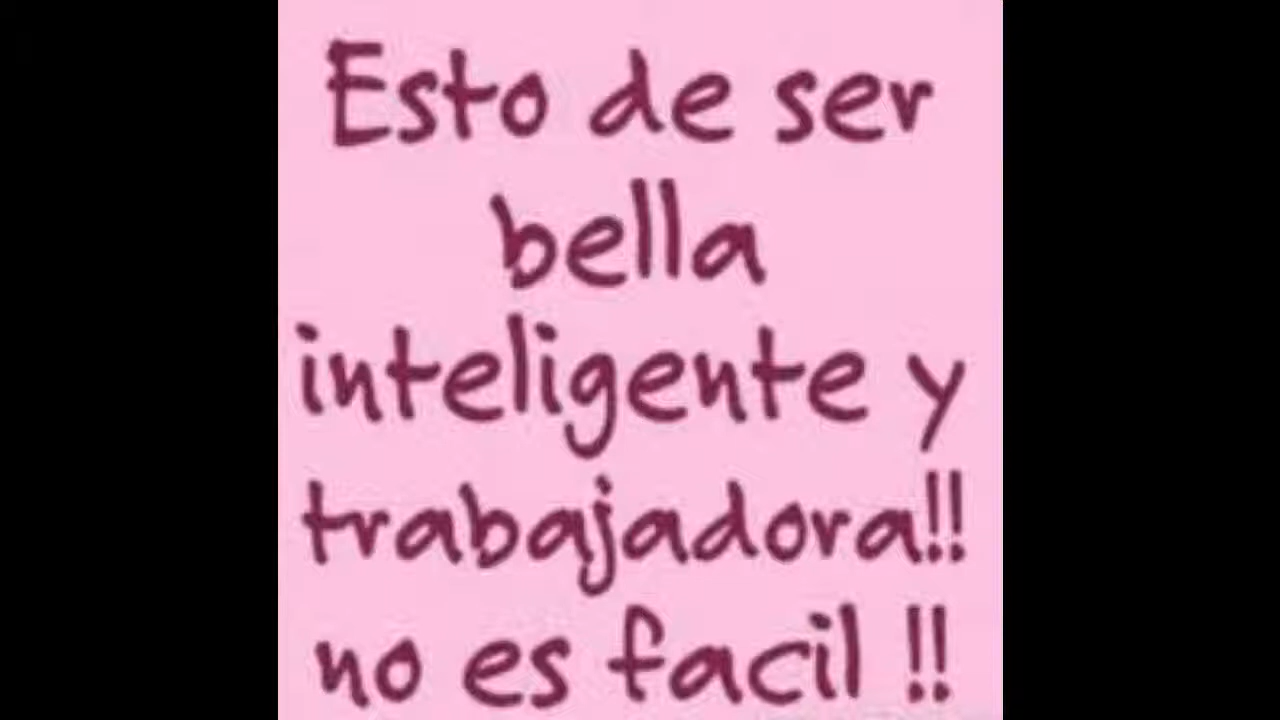 Esto de ser
bella
inteligente y
trabajadora!!
no es facil !!